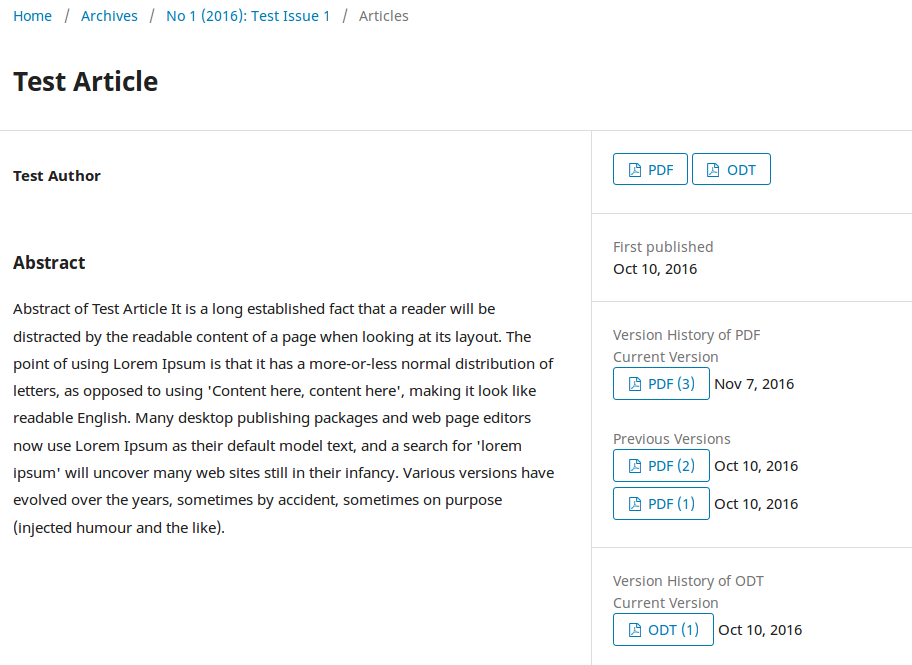 Home / Archives / No 1 (2016): Test Issue 1 / Articles
Test Article
Test Author
Abstract
Abstract of Test Article It is a long established fact that a reader will be
distracted by the readable content of a page when looking at its layout. The
point of using Lorem Ipsum is that it has a more-or-less normal distribution of
letters, as opposed to using 'Content here, content here', making it look like
readable English. Many desktop publishing packages and web page editors
now use Lorem Ipsum as their default model text, and a search for 'lorem
ipsum' will uncover many web sites still in their infancy. Various versions have
evolved over the years, sometimes by accident, sometimes on purpose
(injected humour and the like).
PDF ODT
First published
Oct 10, 2016
Version History of PDF
Current Version
PDF (3) Nov 7, 2016
Previous Versions
PDF (2) Oct 10, 2016
PDF (1) Oct 10, 2016
Version History of ODT
Current Version
ODT (1) Oct 10, 2016